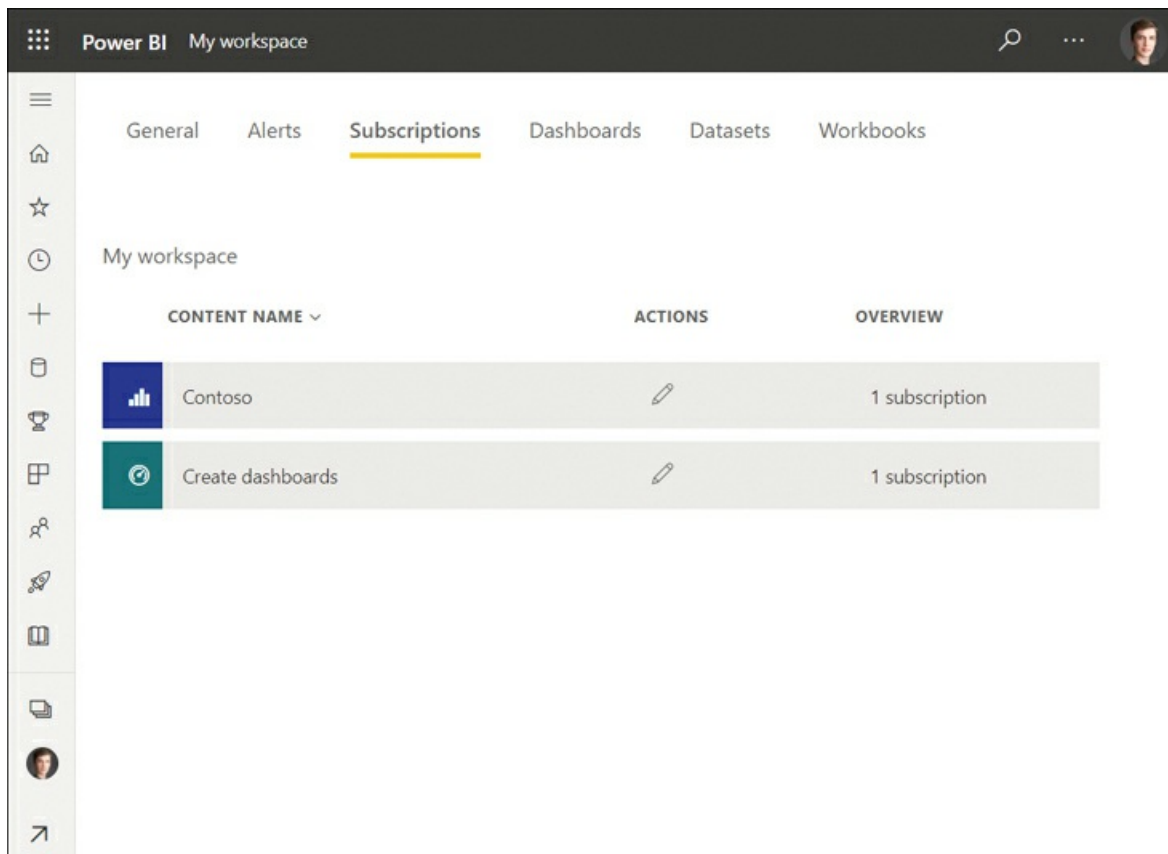 Power BI My workspace
General Alerts Subscriptions Dashboards Datasets Workbooks
My workspace
CONTENT NAME ACTIONS OVERVIEW
Contoso 1 subscription
Create dashboards 1 subscription